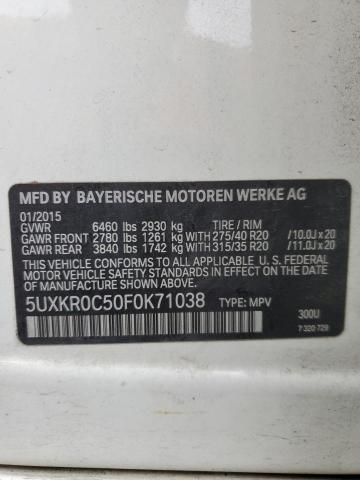 MFD BY BAYERISCHE MOTOREN WERKE AG
01/2015
GVWR 6460 lbs 2930 kg TIRE / RIM
GAWR FRONT 2780 lbs 1261 kg WITH 275/40 R20 /10.0J x 20
GAWR REAR 3840 lbs 1742 kg WITH 315/35 R20 /11.0J x 20
THIS VEHICLE CONFORMS TO ALL APPLICABLE U. S. FEDERAL
MOTOR VEHICLE SAFETY STANDARDS IN EFFECT ON THE
DATE OF MANUFACTURE SHOWN ABOVE.
5UXKR0C50F0K71038 TYPE: MPV
300U
7 320 729